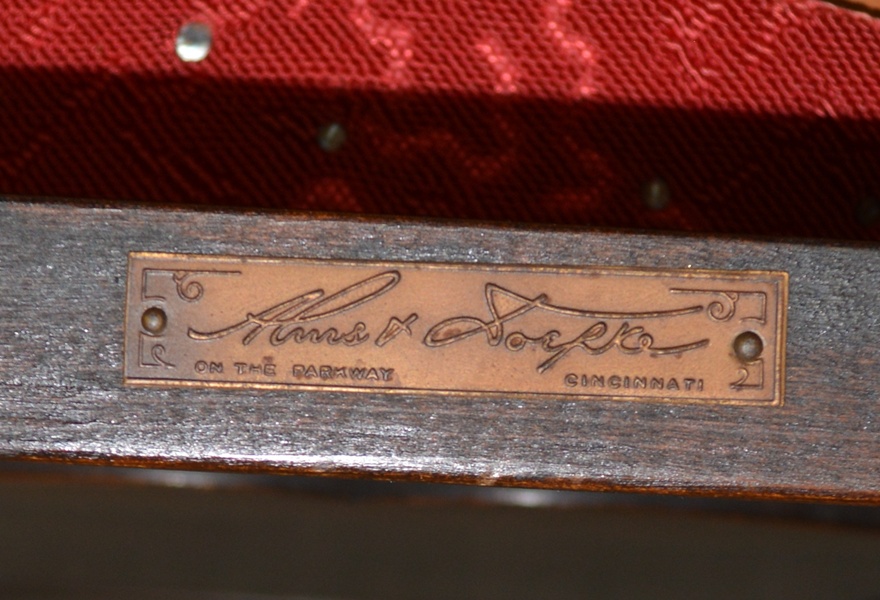 Alms & Doepke
ON THE PARKWAY CINCINNATI